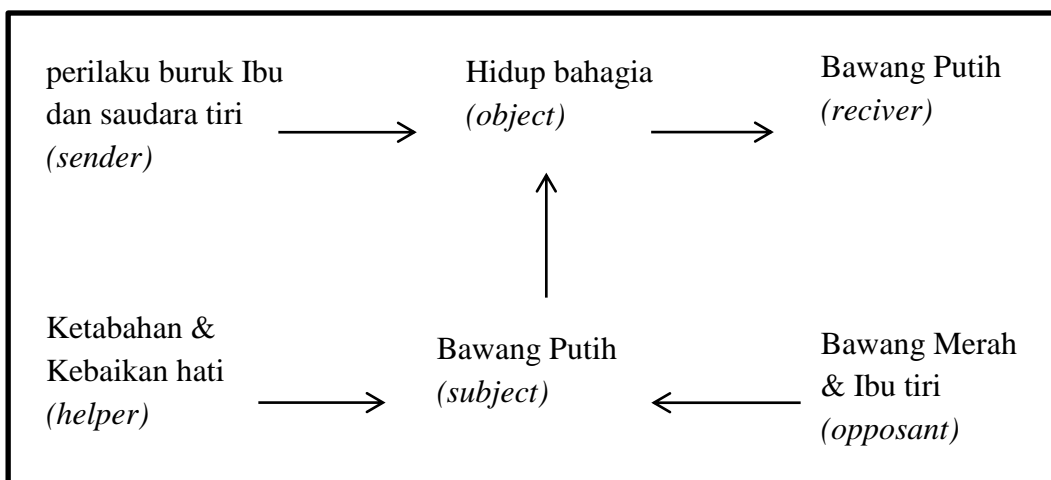 perilaku buruk Ibu
dan saudara tiri
(sender)
Hidup bahagia
(object)
Bawang Putih
(reciver)
Ketabahan &
Kebaikan hati
(helper)
Bawang Putih
(subject)
Bawang Merah
& Ibu tiri
(opposant)